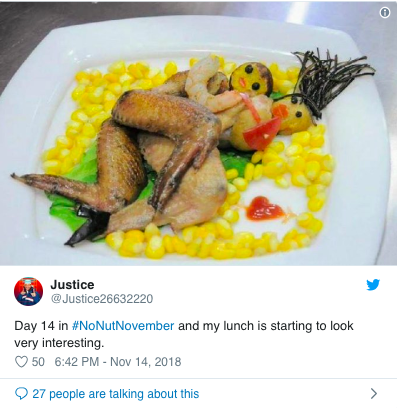 Justice
@Justice26632220
Day 14 in #NoNutNovember and my lunch is starting to look
very interesting.
50 6:42 PM - Nov 14, 2018
27 people are talking about this